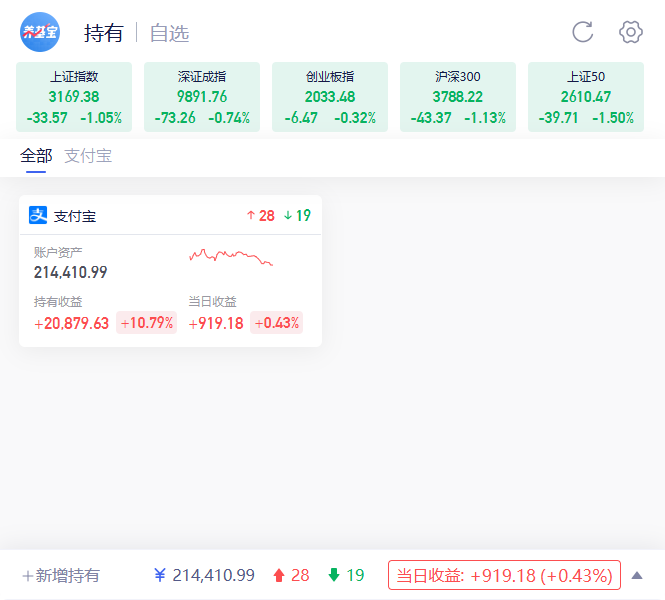 养基宝
持有 自选
上证指数 深证成指 创业板指 沪深300 上证50
3169.38 9891.76 2033.48 3788.22 2610.47
-33.57 -1.05% -73.26 -0.74% -6.47 -0.32% -43.37 -1.13% -39.71 -1.50%
全部 支付宝
支 支付宝 ↑28 ↓19
账户资产
214,410.99
持有收益 当日收益
+20,879.63 +10.79% +919.18 +0.43%
+新增持有 ¥ 214,410.99 28 19 当日收益: +919.18 (+0.43%)